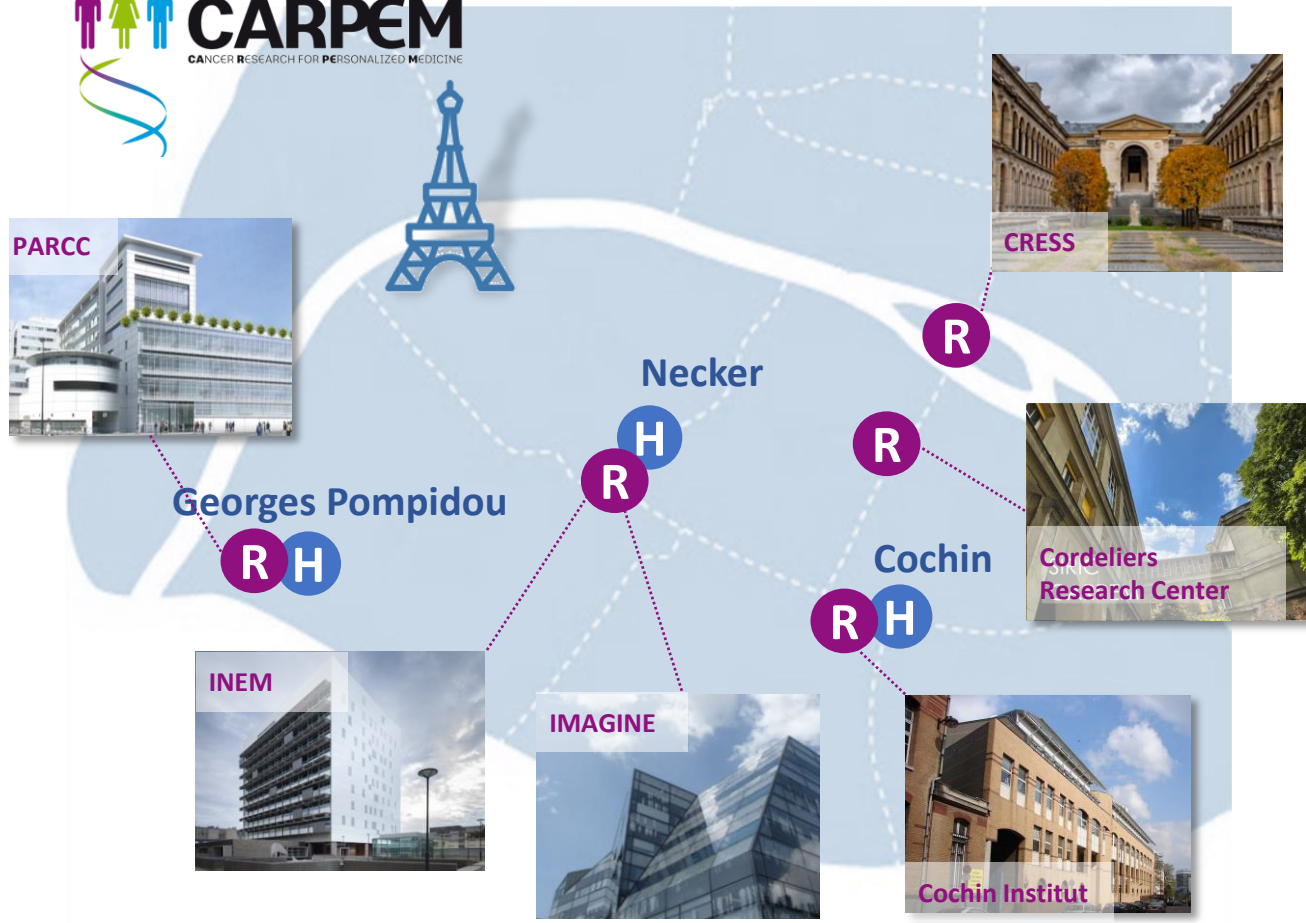 CARPEM
CANCER RESEARCH FOR PERSONALIZED MEDICINE
PARCC
CRESS
R
Necker
H
R
R
Georges Pompidou
R H
Cochin
Cordeliers
Research Center
SIRIC
R H
INEM
IMAGINE
Cochin Institut